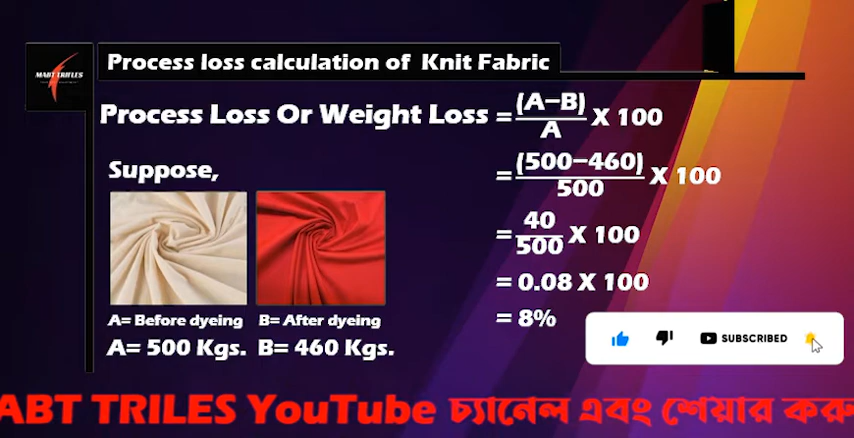 MABT TRIFLES
Process loss calculation of Knit Fabric
Process Loss Or Weight Loss = (A−B) / A X 100
Suppose,
= (500−460) / 500 X 100
= 40 / 500 X 100
= 0.08 X 100
= 8%
A= Before dyeing B= After dyeing
A= 500 Kgs. B= 460 Kgs.
SUBSCRIBED
ABT TRILES YouTube চ্যানেল এবং শেয়ার করু